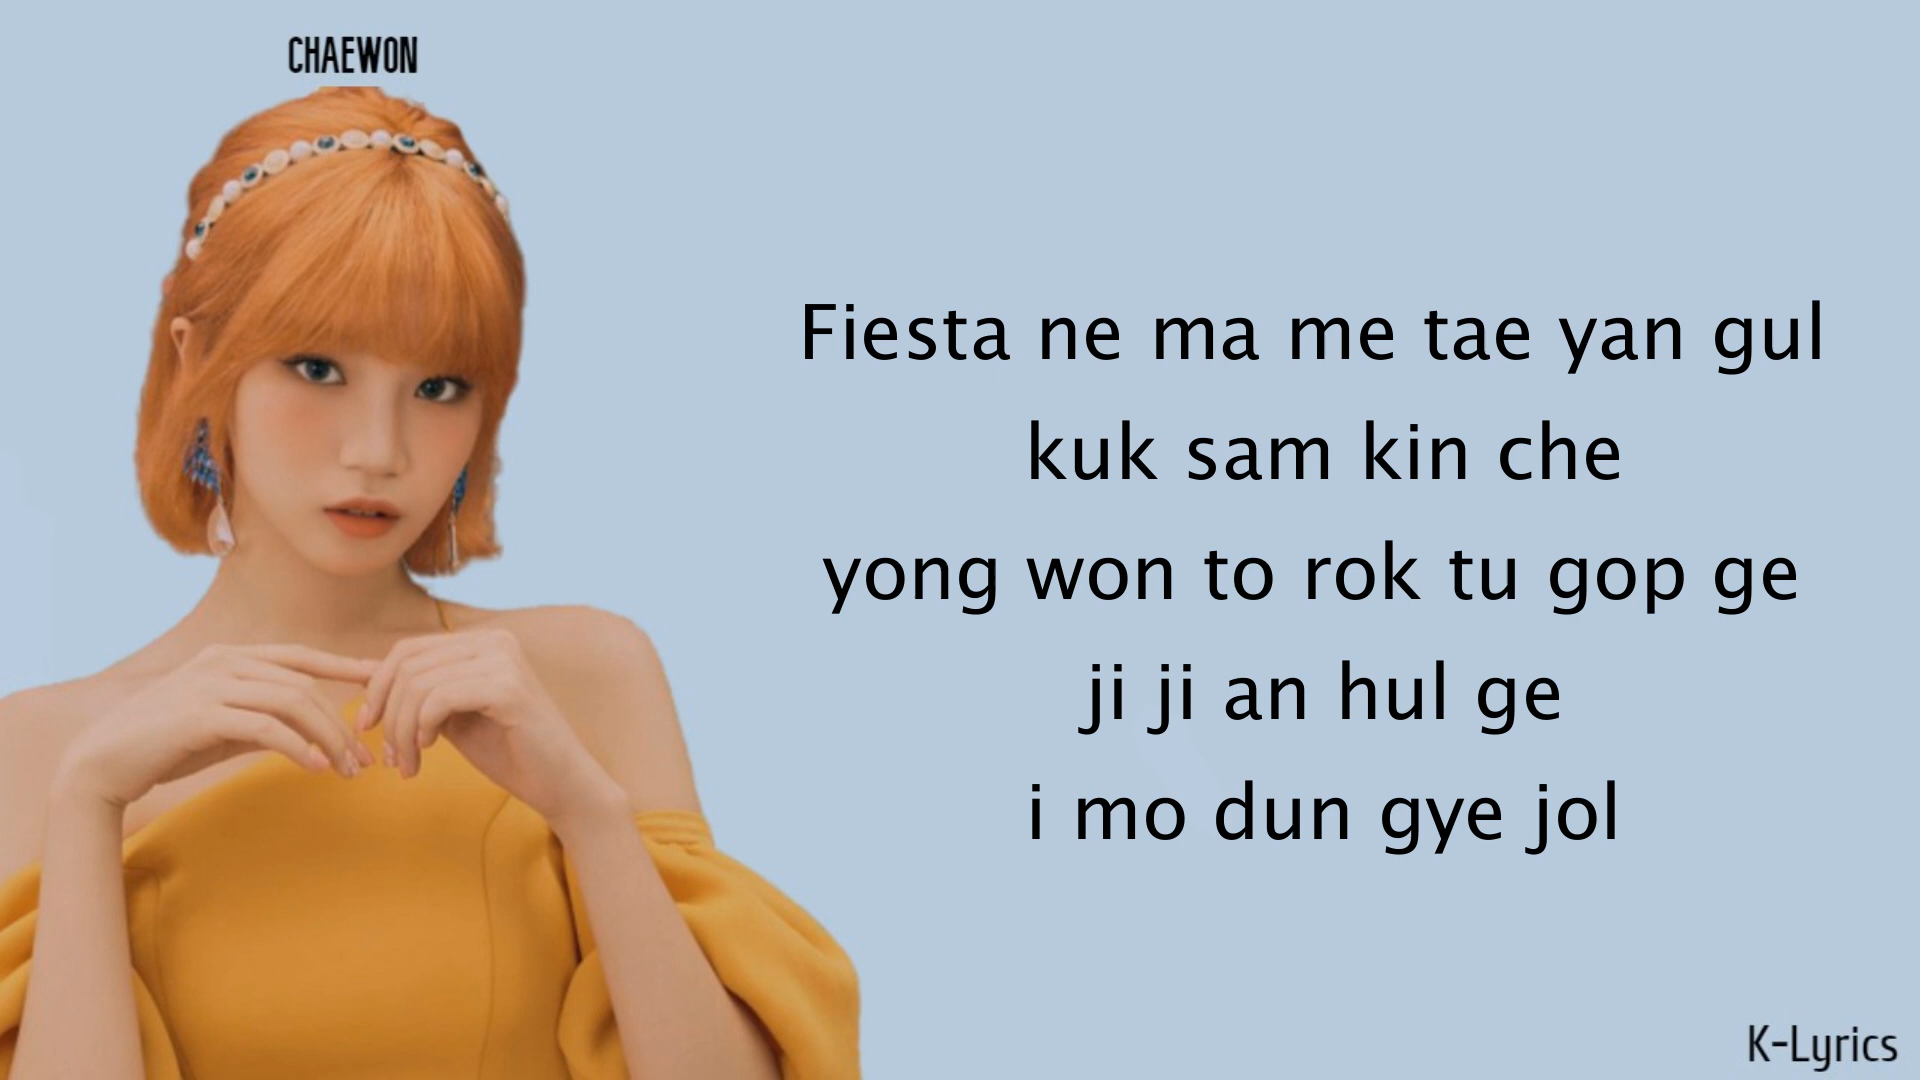 CHAEWON
Fiesta ne ma me tae yan gul
kuk sam kin che
yong won to rok tu gop ge
ji ji an hul ge
i mo dun gye jol
K-Lyrics